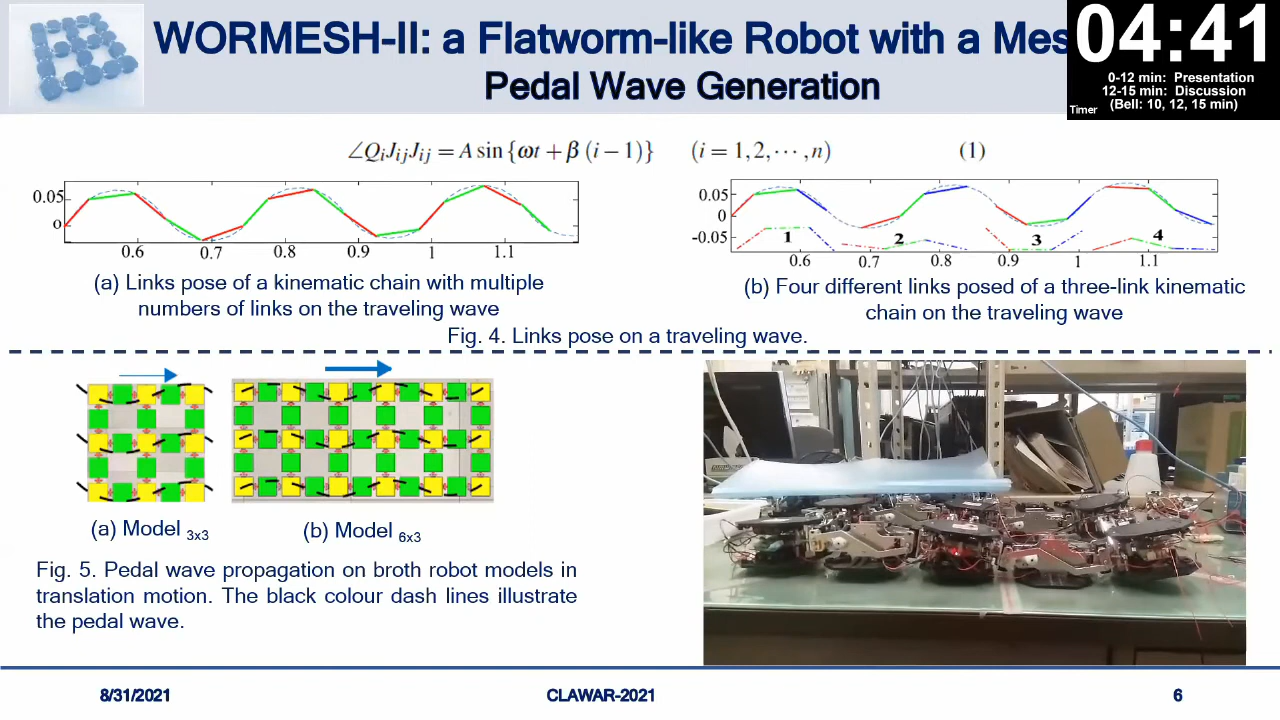 WORMESH-II: a Flatworm-like Robot with a Mes
Pedal Wave Generation
04:41
0-12 min: Presentation
12-15 min: Discussion
(Bell: 10, 12, 15 min)
Timer
∠QᵢJᵢⱼJᵢⱼ = A sin {ωt + β (i − 1)} (i = 1,2,⋯,n) (1)
0.05
0
0.6 0.7 0.8 0.9 1 1.1
(a) Links pose of a kinematic chain with multiple
numbers of links on the traveling wave
0.05
0
-0.05
1 2 3 4
0.6 0.7 0.8 0.9 1 1.1
(b) Four different links posed of a three-link kinematic
chain on the traveling wave
Fig. 4. Links pose on a traveling wave.
(a) Model 3x3
(b) Model 6x3
Fig. 5. Pedal wave propagation on broth robot models in
translation motion. The black colour dash lines illustrate
the pedal wave.
8/31/2021
CLAWAR-2021
6